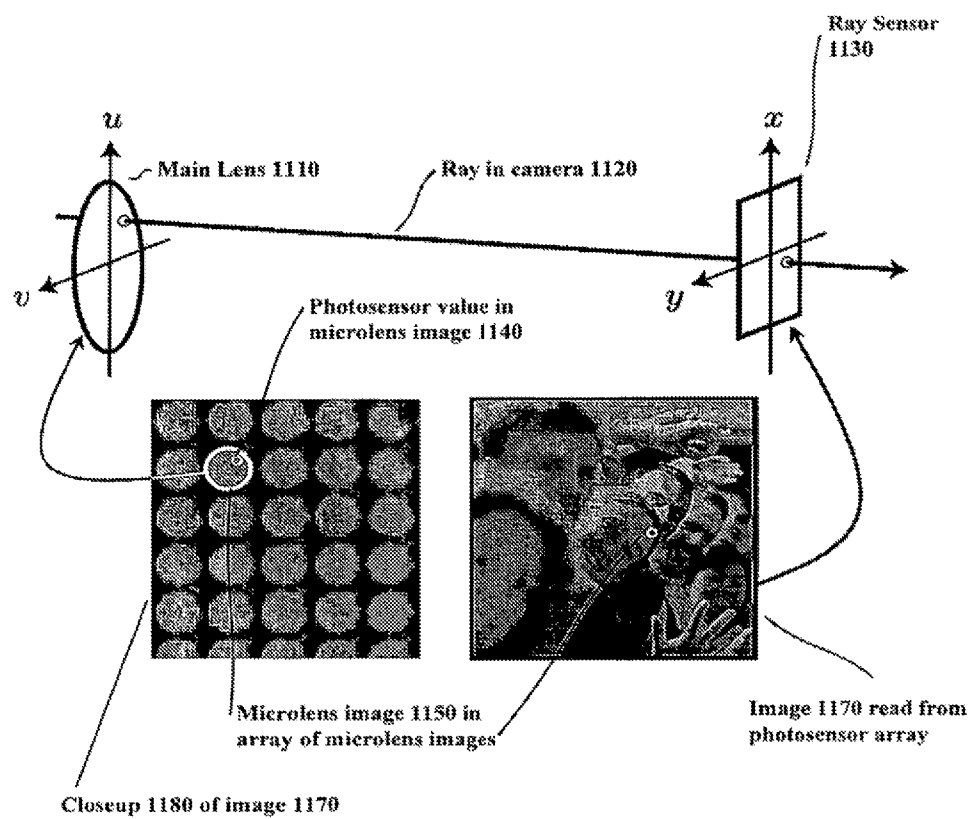 Ray Sensor
1130
u
x
Main Lens 1110
Ray in camera 1120
v
y
Photosensor value in
microlens image 1140
Microlens image 1150 in
array of microlens images
Image 1170 read from
photosensor array
Closeup 1180 of image 1170